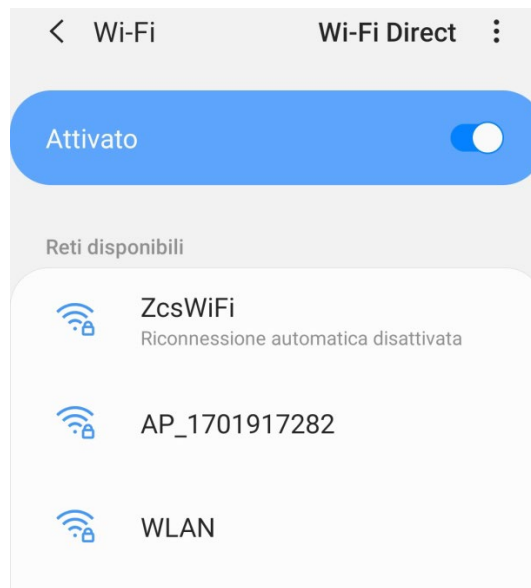 Wi-Fi Wi-Fi Direct
Attivato
Reti disponibili
ZcsWiFi
Riconnessione automatica disattivata
AP_1701917282
WLAN